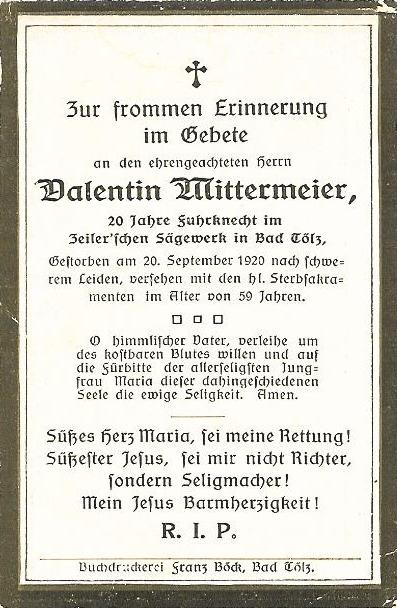 Zur frommen Erinnerung
im Gebete
an den ehrengeachteten Herrn
Valentin Mittermeier,
20 Jahre Fuhrknecht im
Zeiler'schen Sägewerk in Bad Tölz,
Gestorben am 20. September 1920 nach schwe-
rem Leiden, versehen mit den hl. Sterbsakra-
menten im Alter von 59 Jahren.
O himmlischer Vater, verleihe um
des kostbaren Blutes willen und auf
die Fürbitte der allerseligsten Jung-
frau Maria dieser dahingeschiedenen
Seele die ewige Seligkeit. Amen.
Süßes Herz Maria, sei meine Rettung!
Süßester Jesus, sei mir nicht Richter,
sondern Seligmacher!
Mein Jesus Barmherzigkeit!
R. I. P.
Buchdruckerei Franz Böck, Bad Tölz.